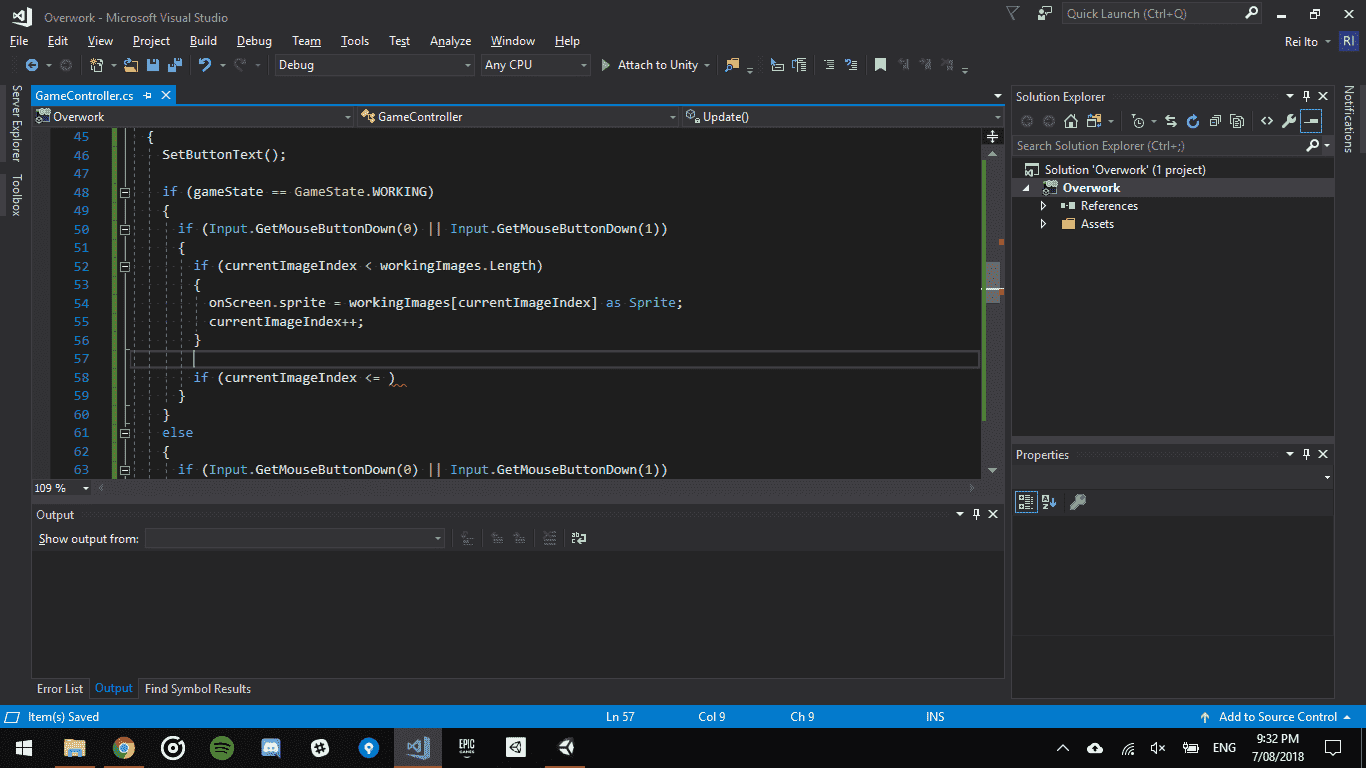 Overwork - Microsoft Visual Studio
Quick Launch (Ctrl+Q)
File Edit View Project Build Debug Team Tools Test Analyze Window Help
Rei Ito RI
Debug Any CPU Attach to Unity
Server Explorer
Toolbox
GameController.cs
Overwork GameController Update()
45 {
46 SetButtonText();
47
48 if (gameState == GameState.WORKING)
49 {
50 if (Input.GetMouseButtonDown(0) || Input.GetMouseButtonDown(1))
51 {
52 if (currentImageIndex < workingImages.Length)
53 {
54 onScreen.sprite = workingImages[currentImageIndex] as Sprite;
55 currentImageIndex++;
56 }
57
58 if (currentImageIndex <= )
59 }
60 }
61 else
62 {
63 if (Input.GetMouseButtonDown(0) || Input.GetMouseButtonDown(1))
109 %
Output
Show output from:
Error List Output Find Symbol Results
Solution Explorer
Search Solution Explorer (Ctrl+;)
Solution 'Overwork' (1 project)
Overwork
References
Assets
Properties
Notifications
Item(s) Saved Ln 57 Col 9 Ch 9 INS Add to Source Control
EPIC
GAMES
ENG
9:32 PM
7/08/2018